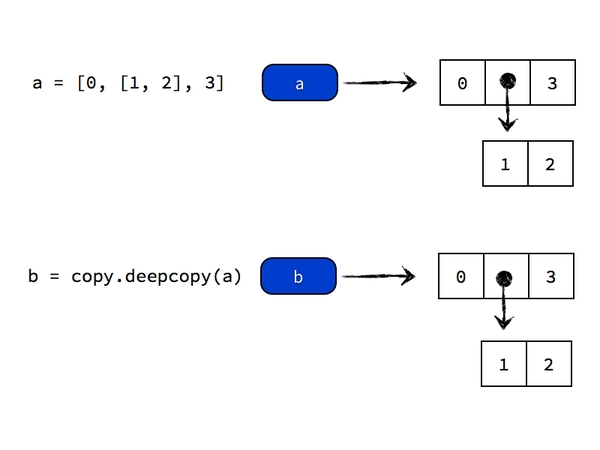 a = [0, [1, 2], 3]
a
0
3
1
2
b = copy.deepcopy(a)
b
0
3
1
2